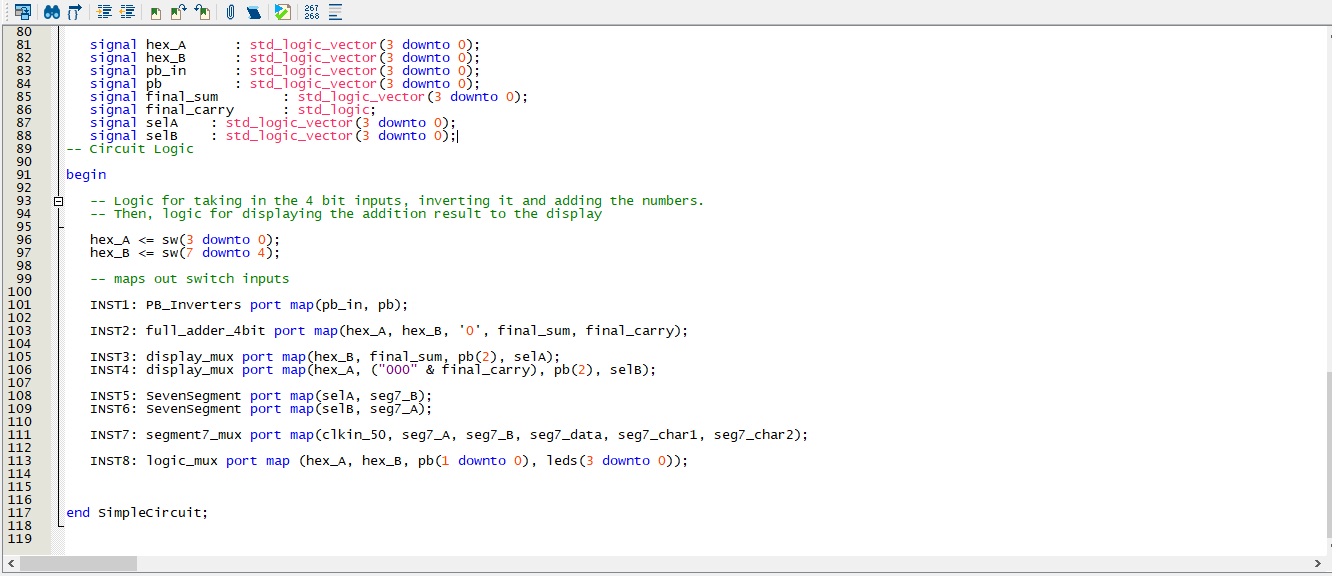 267
268
80
81 signal hex_A : std_logic_vector(3 downto 0);
82 signal hex_B : std_logic_vector(3 downto 0);
83 signal pb_in : std_logic_vector(3 downto 0);
84 signal pb : std_logic_vector(3 downto 0);
85 signal final_sum : std_logic_vector(3 downto 0);
86 signal final_carry : std_logic;
87 signal selA : std_logic_vector(3 downto 0);
88 signal selB : std_logic_vector(3 downto 0);
89 -- Circuit Logic
90
91 begin
92
93 -- Logic for taking in the 4 bit inputs, inverting it and adding the numbers.
94 -- Then, logic for displaying the addition result to the display
95
96 hex_A <= sw(3 downto 0);
97 hex_B <= sw(7 downto 4);
98
99 -- maps out switch inputs
100
101 INST1: PB_Inverters port map(pb_in, pb);
102
103 INST2: full_adder_4bit port map(hex_A, hex_B, '0', final_sum, final_carry);
104
105 INST3: display_mux port map(hex_B, final_sum, pb(2), selA);
106 INST4: display_mux port map(hex_A, ("000" & final_carry), pb(2), selB);
107
108 INST5: SevenSegment port map(selA, seg7_B);
109 INST6: SevenSegment port map(selB, seg7_A);
110
111 INST7: segment7_mux port map(clkin_50, seg7_A, seg7_B, seg7_data, seg7_char1, seg7_char2);
112
113 INST8: logic_mux port map (hex_A, hex_B, pb(1 downto 0), leds(3 downto 0));
114
115
116
117 end SimpleCircuit;
118
119